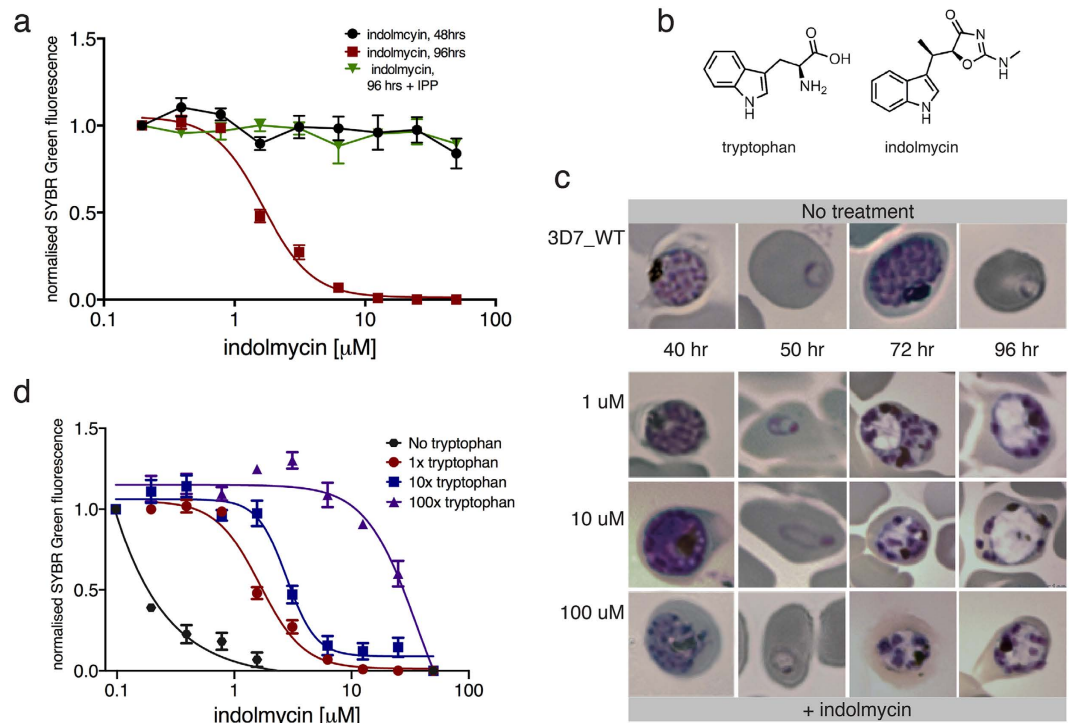 a
normalised SYBR Green fluorescence
1.5
1.0
0.5
0.0
0.1
1
10
100
indolmycin [µM]
indolmcyin, 48hrs
indolmycin, 96hrs
indolmycin,
96 hrs + IPP
b
O
OH
NH2
N
H
tryptophan
O
N
O
N
H
N
H
indolmycin
c
No treatment
3D7_WT
40 hr
50 hr
72 hr
96 hr
1 uM
10 uM
100 uM
+ indolmycin
d
normalised SYBR Green fluorescence
1.5
1.0
0.5
0.0
0.1
1
10
100
indolmycin [µM]
No tryptophan
1x tryptophan
10x tryptophan
100x tryptophan